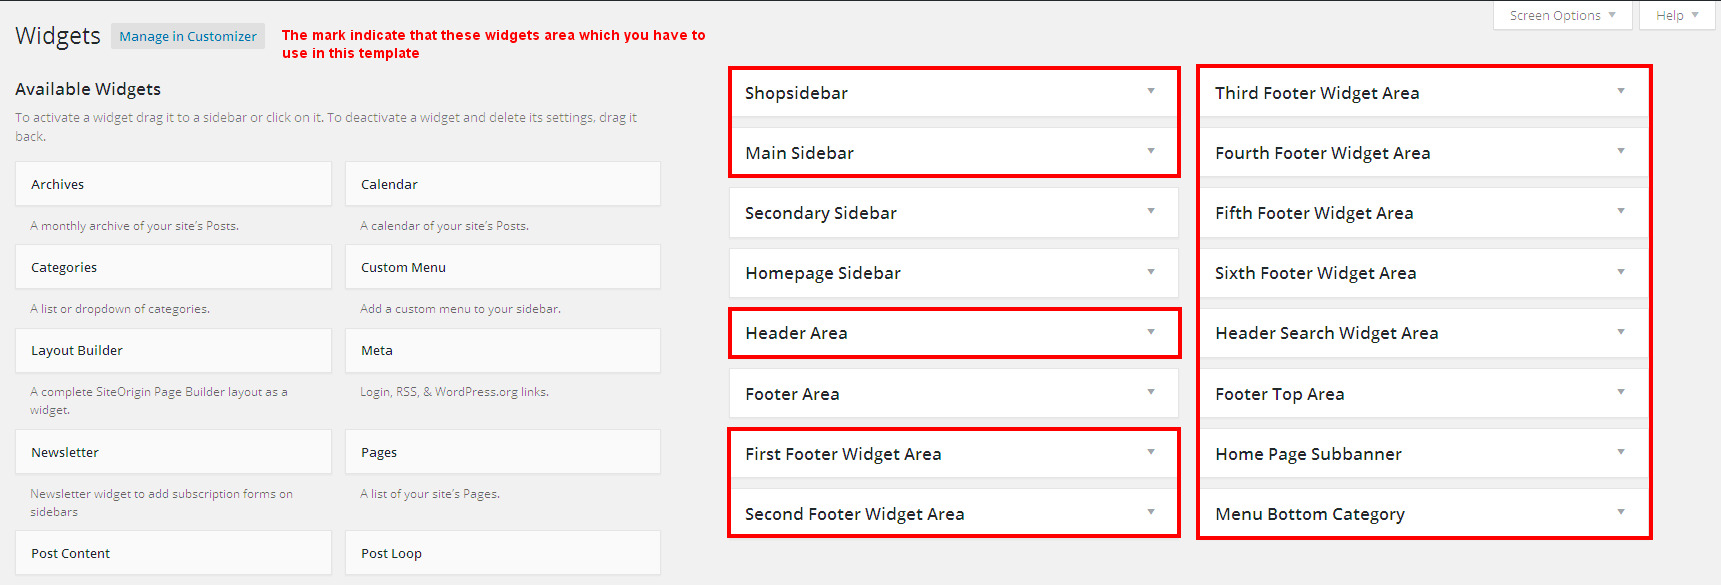 Screen Options
Help
Widgets
Manage in Customizer
The mark indicate that these widgets area which you have to
use in this template
Available Widgets
To activate a widget drag it to a sidebar or click on it. To deactivate a widget and delete its settings, drag it
back.
Archives
Calendar
A monthly archive of your site's Posts.
A calendar of your site's Posts.
Categories
Custom Menu
A list or dropdown of categories.
Add a custom menu to your sidebar.
Layout Builder
Meta
A complete SiteOrigin Page Builder layout as a
widget.
Login, RSS, & WordPress.org links.
Newsletter
Pages
Newsletter widget to add subscription forms on
sidebars
A list of your site's Pages.
Post Content
Post Loop
Shopsidebar
Main Sidebar
Secondary Sidebar
Homepage Sidebar
Header Area
Footer Area
First Footer Widget Area
Second Footer Widget Area
Third Footer Widget Area
Fourth Footer Widget Area
Fifth Footer Widget Area
Sixth Footer Widget Area
Header Search Widget Area
Footer Top Area
Home Page Subbanner
Menu Bottom Category